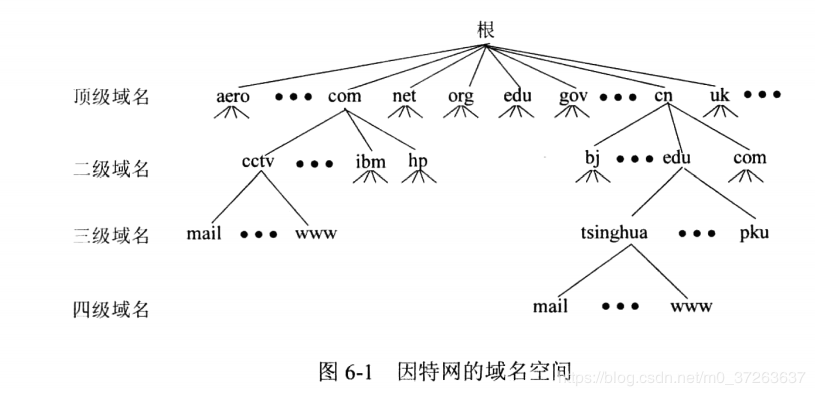 根
顶级域名 aero ••• com net org edu gov ••• cn uk •••
二级域名 cctv ••• ibm hp bj ••• edu com
三级域名 mail ••• www tsinghua ••• pku
四级域名 mail ••• www
图 6-1 因特网的域名空间
https://blog.csdn.net/m0_37263637